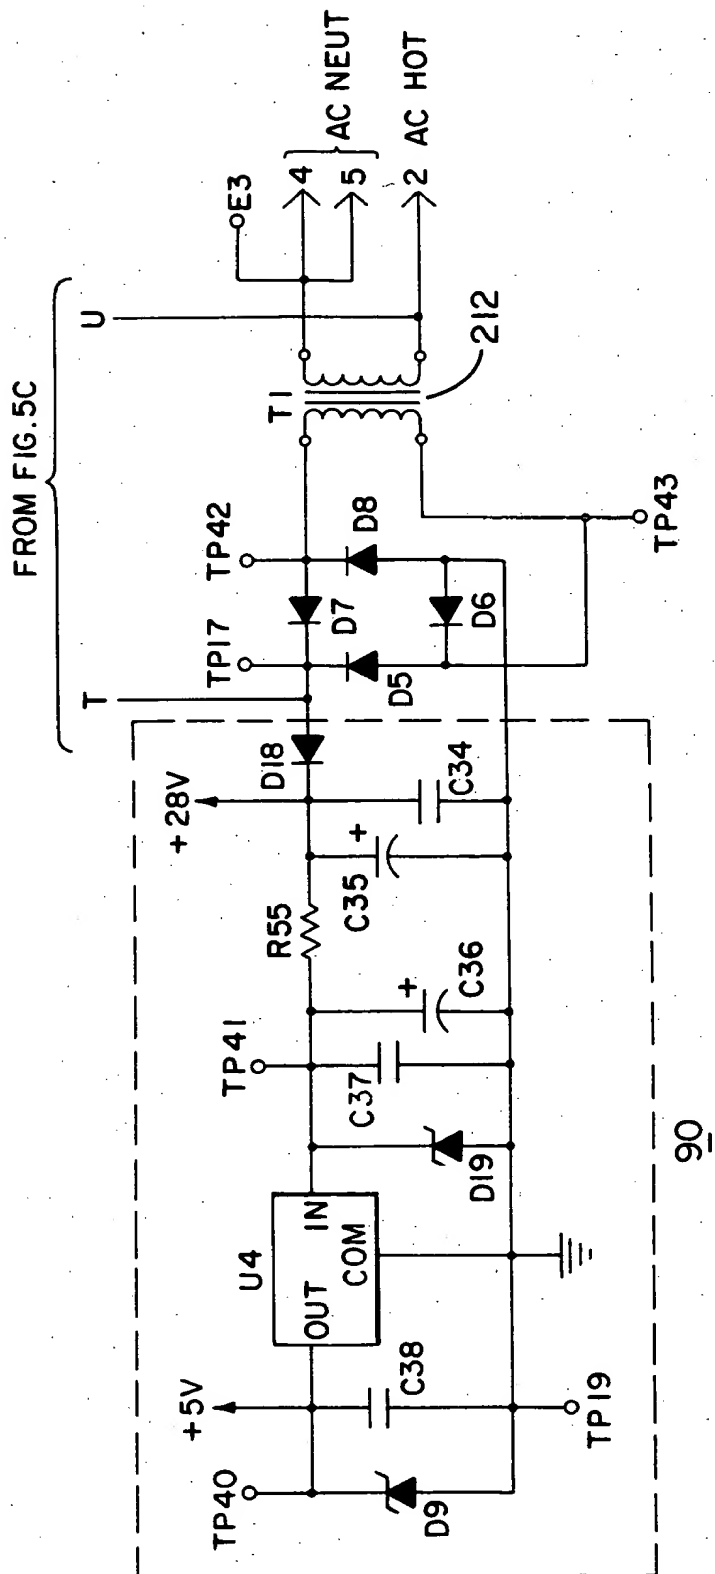 FROM FIG.5C
T
U
TP40
+5V
U4
OUT
IN
COM
TP41
R55
+28V
D18
TP17
TP42
D7
D8
D5
D6
T1
E3
4
5
AC NEUT
2
AC HOT
212
D9
C38
TP19
D19
C37
C36
+
C35
+
C34
TP43
90